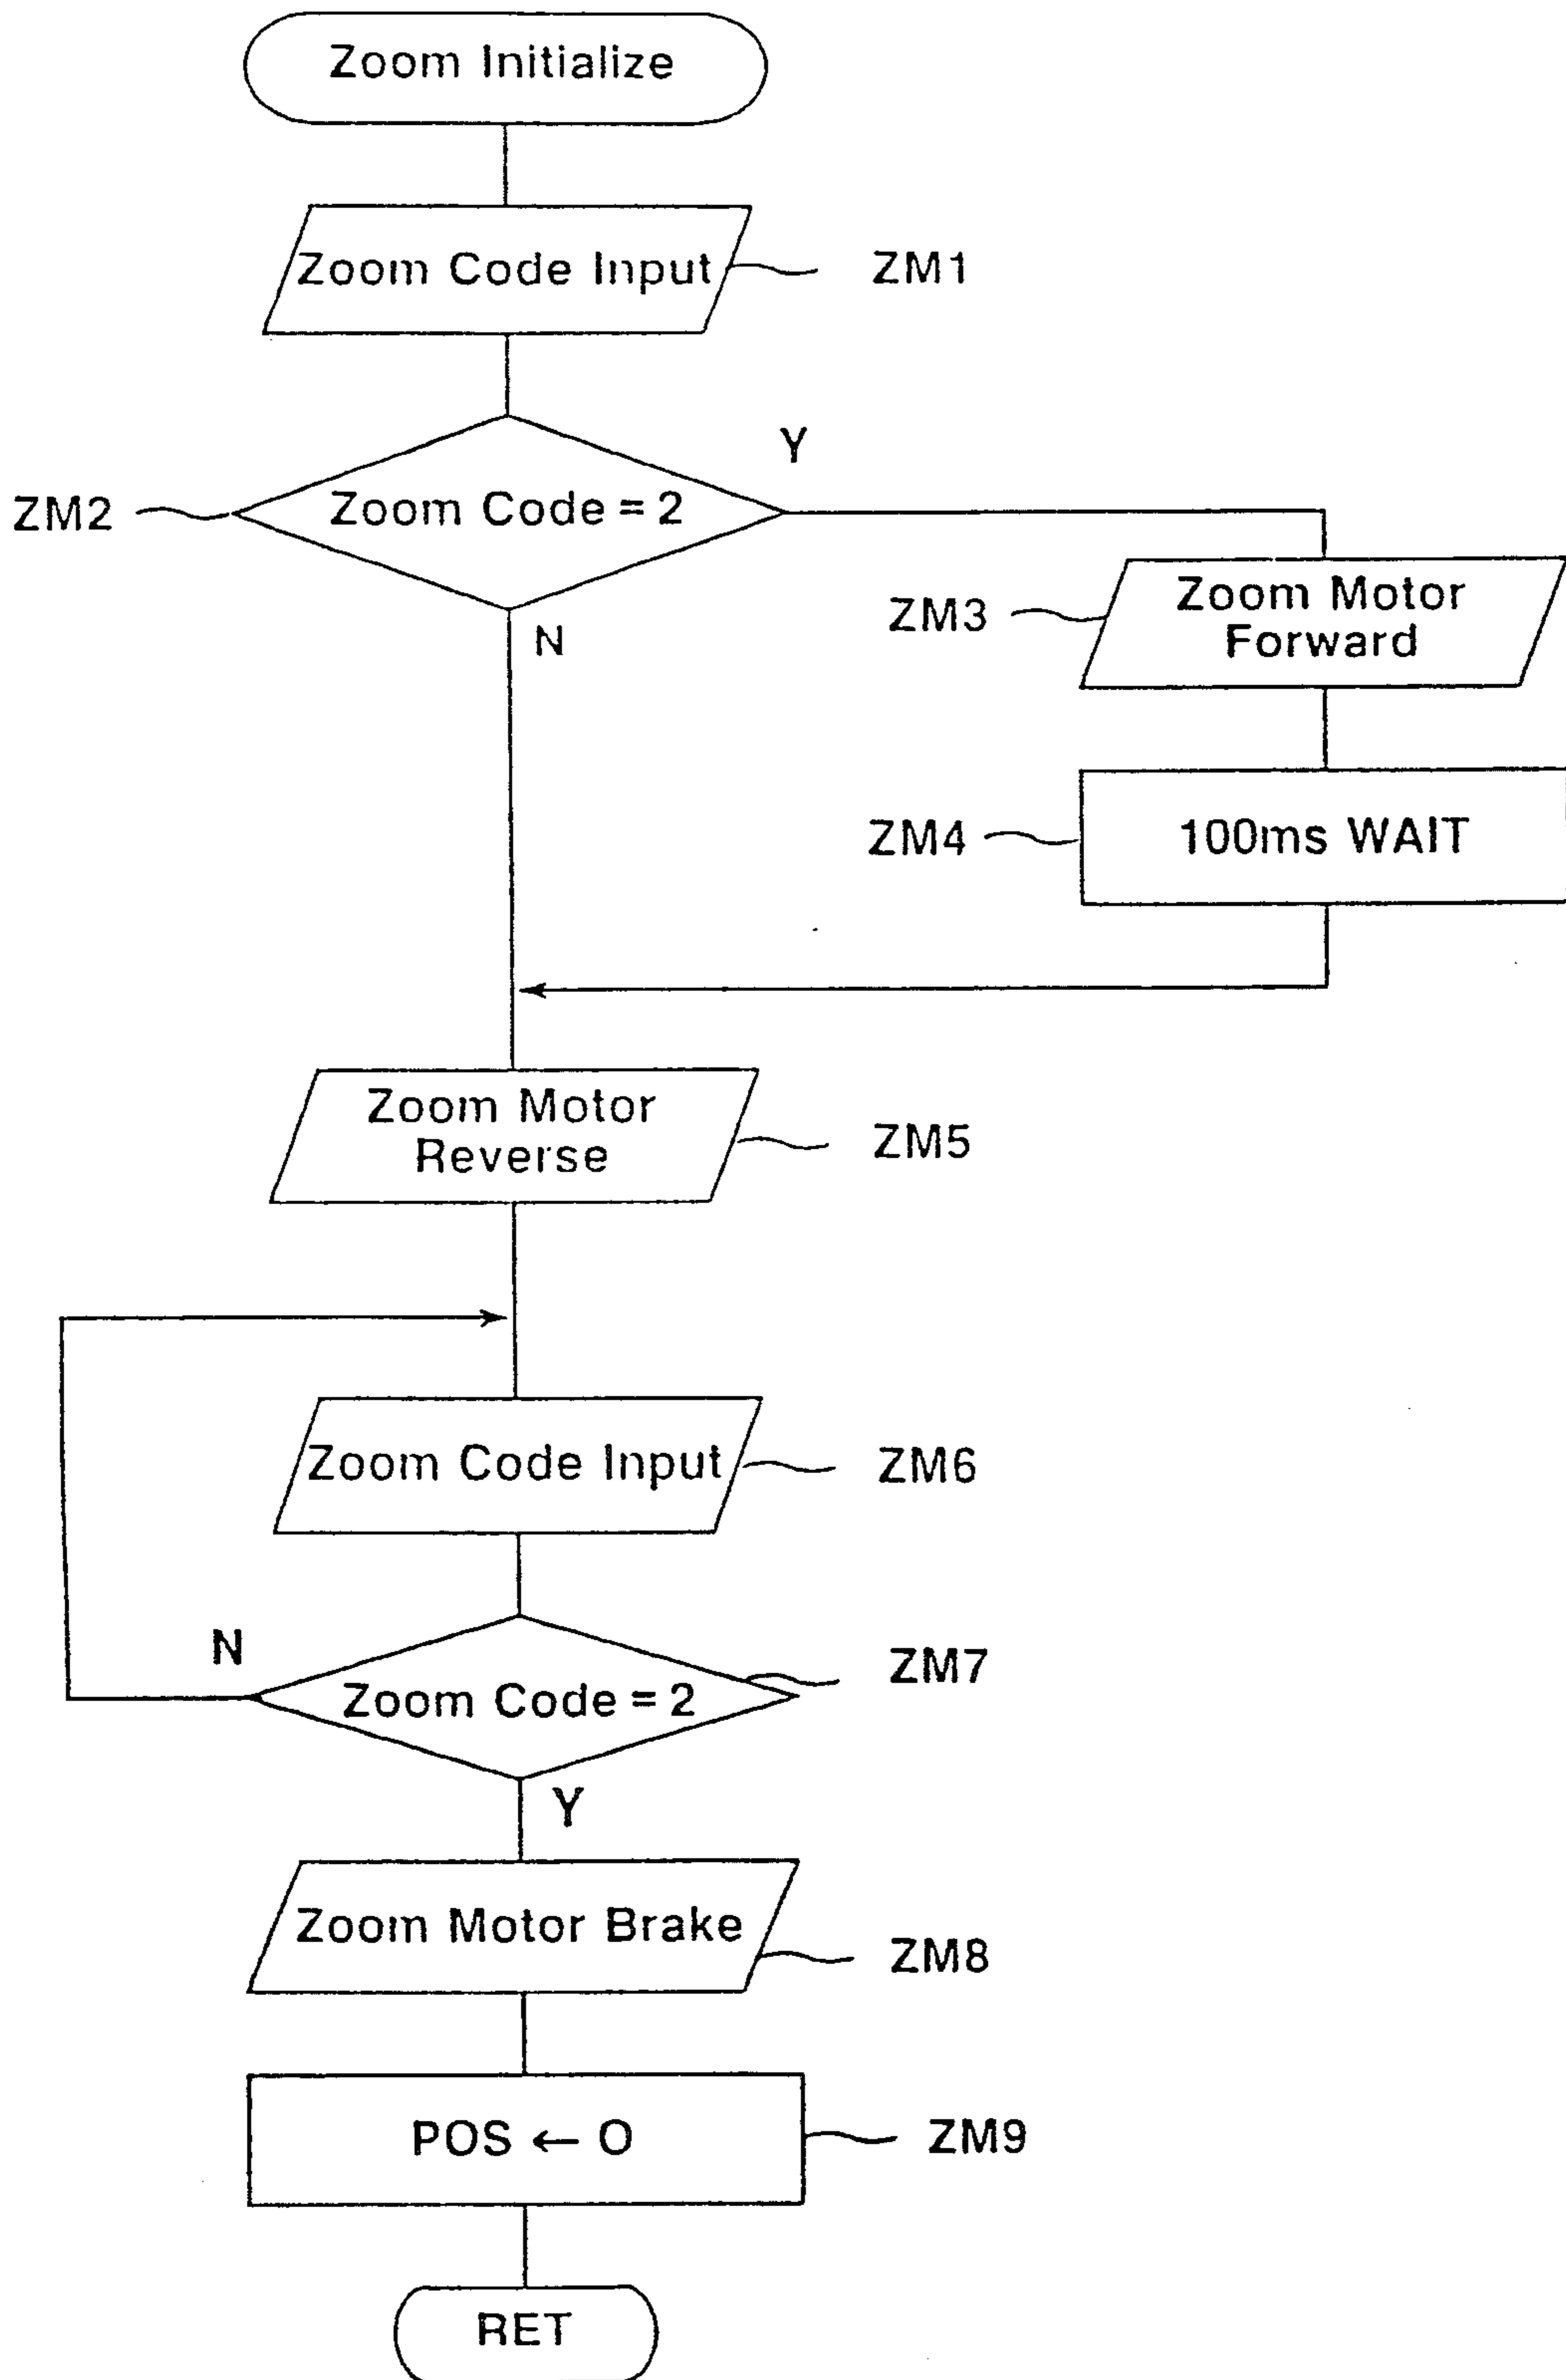 Zoom Initialize
Zoom Code Input
ZM1
Y
ZM2
Zoom Code = 2
N
ZM3
Zoom Motor
Forward
ZM4
100ms WAIT
Zoom Motor
Reverse
ZM5
Zoom Code Input
ZM6
N
Zoom Code = 2
ZM7
Y
Zoom Motor Brake
ZM8
POS ← O
ZM9
RET